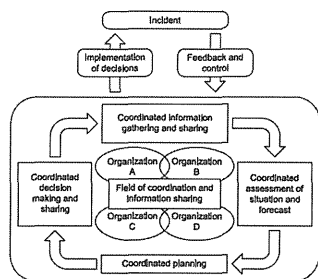 Incident
Implementation
of decisions
Feedback and
control
Coordinated information
gathering and sharing
Organization
A
Organization
B
Coordinated
decision
making and
sharing
Field of coordination and
information sharing
Coordinated
assessment of
situation and
forecast
Organization
C
Organization
D
Coordinated planning